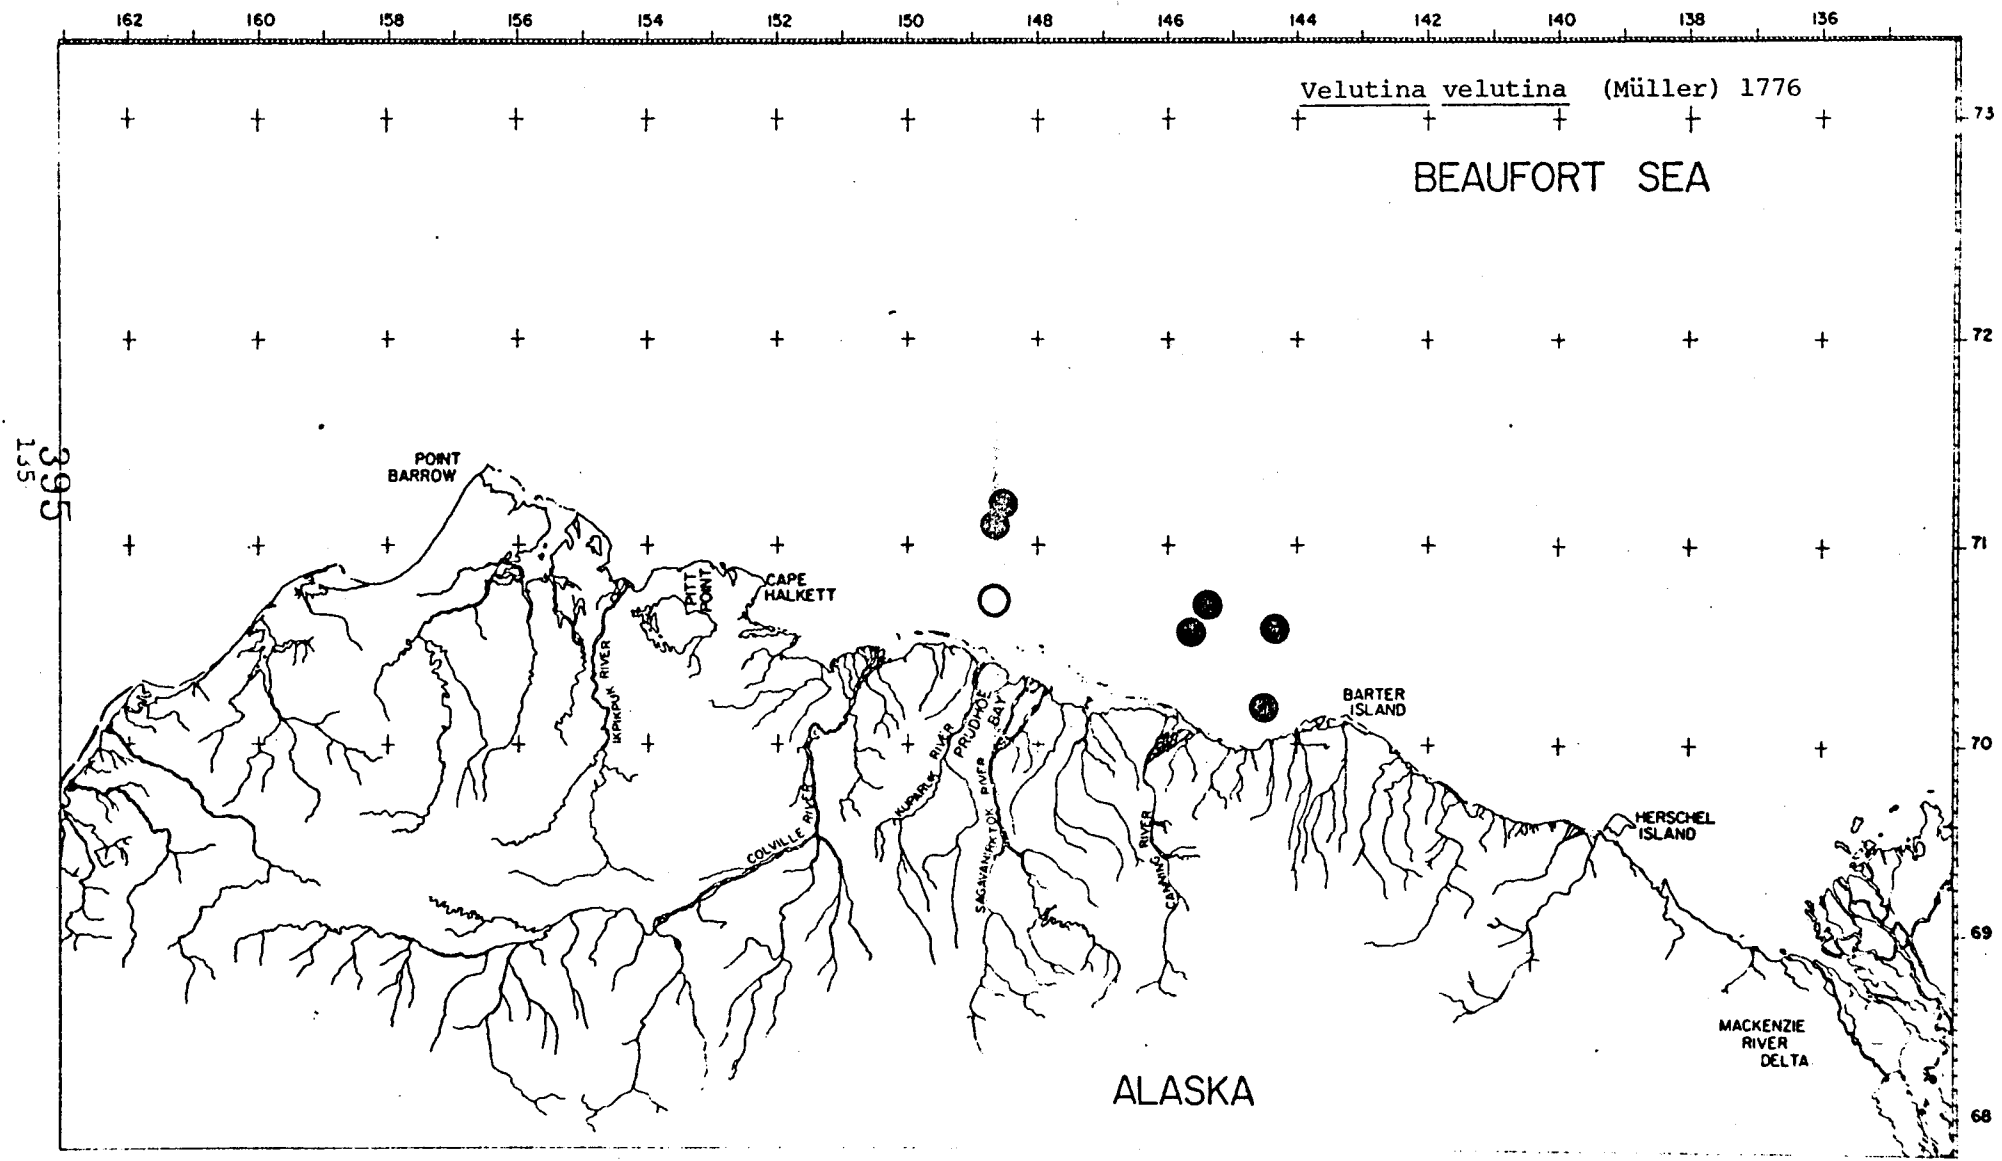 162 160 158 156 154 152 150 148 146 144 142 140 138 136
Velutina velutina (Müller) 1776
73
BEAUFORT SEA
72
395
POINT
BARROW
71
PITT
POINT
CAPE
HALKETT
IKPIKPUK RIVER
BARTER
ISLAND
PRUDHOE
BAY
70
KUPARUK RIVER
SAGAVANIRKTOK RIVER
COLVILLE RIVER
CANNING RIVER
HERSCHEL
ISLAND
69
MACKENZIE
RIVER
DELTA
ALASKA
68